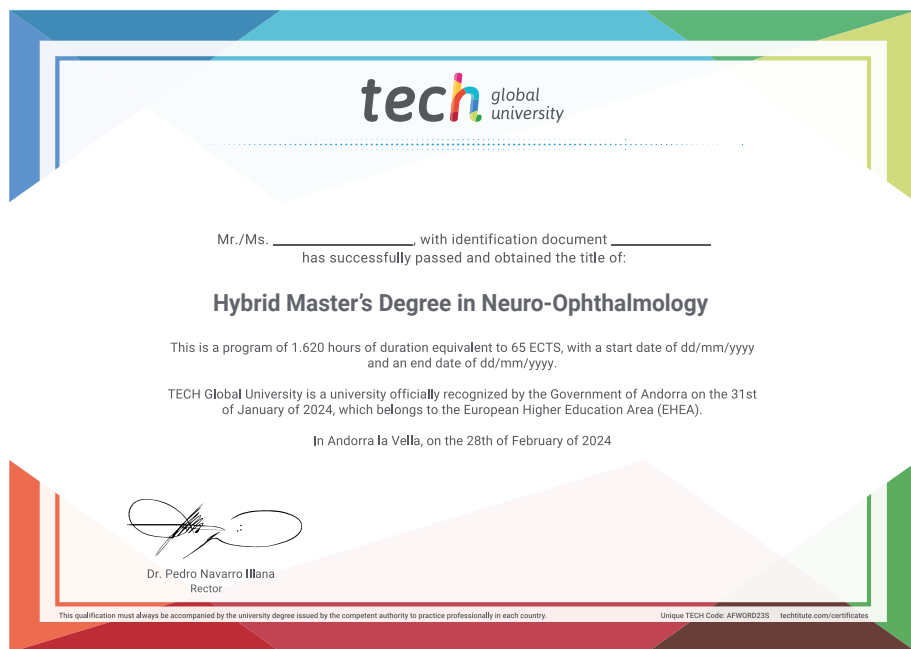 tech global
university
Mr./Ms. ______________, with identification document __________
has successfully passed and obtained the title of:
Hybrid Master's Degree in Neuro-Ophthalmology
This is a program of 1.620 hours of duration equivalent to 65 ECTS, with a start date of dd/mm/yyyy
and an end date of dd/mm/yyyy.
TECH Global University is a university officially recognized by the Government of Andorra on the 31st
of January of 2024, which belongs to the European Higher Education Area (EHEA).
In Andorra la Vella, on the 28th of February of 2024
Dr. Pedro Navarro Illana
Rector
This qualification must always be accompanied by the university degree issued by the competent authority to practice professionally in each country.
Unique TECH Code: AFWORD23S techtitute.com/certificates